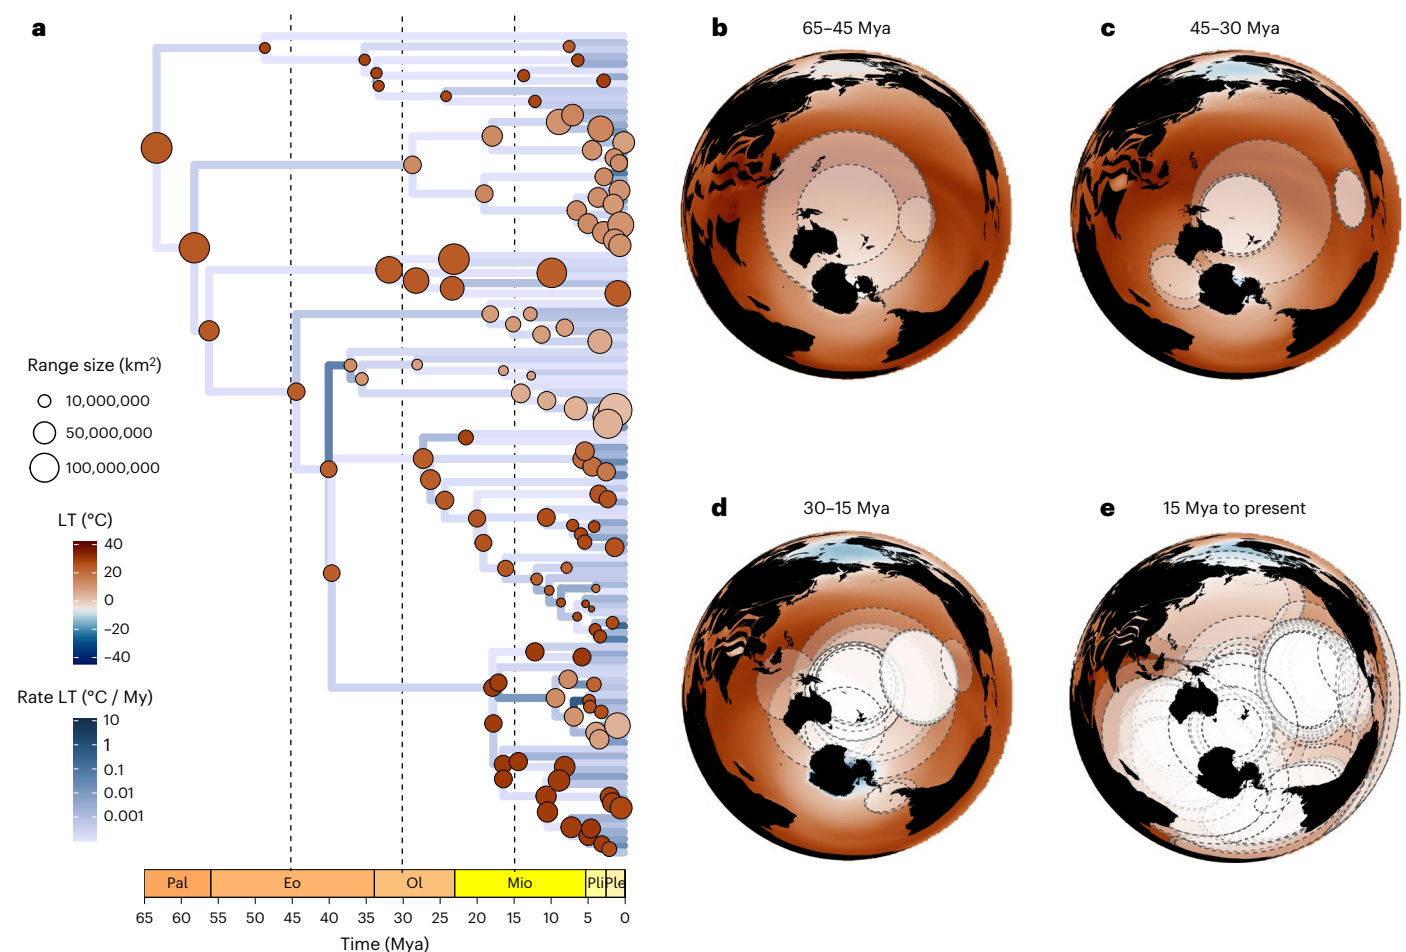 a
Range size (km²)
10,000,000
50,000,000
100,000,000
LT (°C)
40
20
0
−20
−40
Rate LT (°C / My)
10
1
0.1
0.01
0.001
Pal Eo Ol Mio Pli Ple
65 60 55 50 45 40 35 30 25 20 15 10 5 0
Time (Mya)
b
65–45 Mya
c
45–30 Mya
d
30–15 Mya
e
15 Mya to present